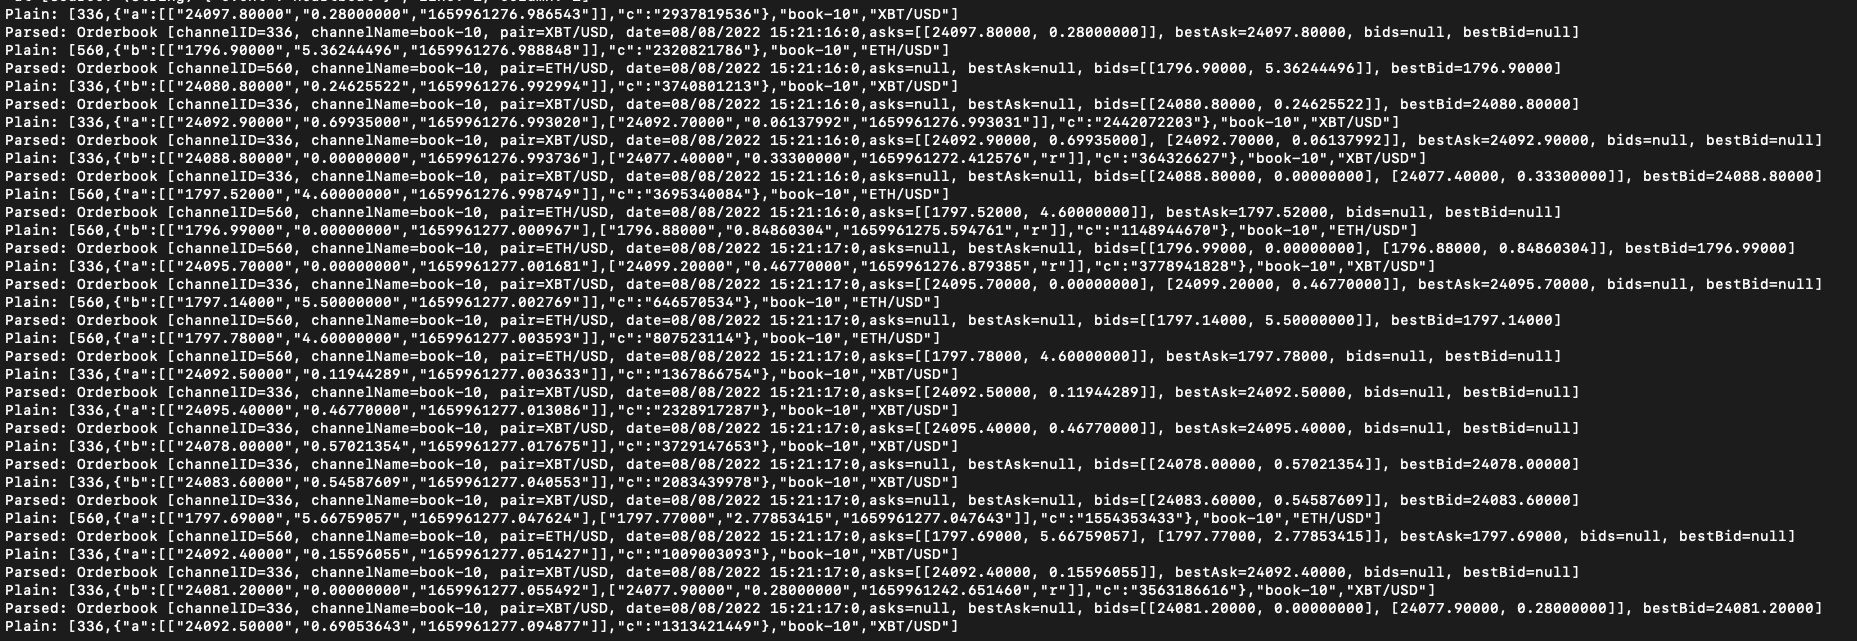 Plain: [336,{"a":[["24097.80000","0.28000000","1659961276.986543"]],"c":"2937819536"},"book-10","XBT/USD"]
Parsed: Orderbook [channelID=336, channelName=book-10, pair=XBT/USD, date=08/08/2022 15:21:16:0,asks=[[24097.80000, 0.28000000]], bestAsk=24097.80000, bids=null, bestBid=null]
Plain: [560,{"b":[["1796.90000","5.36244496","1659961276.988848"]],"c":"2320821786"},"book-10","ETH/USD"]
Parsed: Orderbook [channelID=560, channelName=book-10, pair=ETH/USD, date=08/08/2022 15:21:16:0,asks=null, bestAsk=null, bids=[[1796.90000, 5.36244496]], bestBid=1796.90000]
Plain: [336,{"b":[["24080.80000","0.24625522","1659961276.992994"]],"c":"3740801213"},"book-10","XBT/USD"]
Parsed: Orderbook [channelID=336, channelName=book-10, pair=XBT/USD, date=08/08/2022 15:21:16:0,asks=null, bestAsk=null, bids=[[24080.80000, 0.24625522]], bestBid=24080.80000]
Plain: [336,{"a":[["24092.90000","0.69935000","1659961276.993020"],["24092.70000","0.06137992","1659961276.993031"]],"c":"2442072203"},"book-10","XBT/USD"]
Parsed: Orderbook [channelID=336, channelName=book-10, pair=XBT/USD, date=08/08/2022 15:21:16:0,asks=[[24092.90000, 0.69935000], [24092.70000, 0.06137992]], bestAsk=24092.90000, bids=null, bestBid=null]
Plain: [336,{"b":[["24088.80000","0.00000000","1659961276.993736"],["24077.40000","0.33300000","1659961272.412576","r"]],"c":"364326627"},"book-10","XBT/USD"]
Parsed: Orderbook [channelID=336, channelName=book-10, pair=XBT/USD, date=08/08/2022 15:21:16:0,asks=null, bestAsk=null, bids=[[24088.80000, 0.00000000], [24077.40000, 0.33300000]], bestBid=24088.80000]
Plain: [560,{"a":[["1797.52000","4.60000000","1659961276.998749"]],"c":"3695340084"},"book-10","ETH/USD"]
Parsed: Orderbook [channelID=560, channelName=book-10, pair=ETH/USD, date=08/08/2022 15:21:16:0,asks=[[1797.52000, 4.60000000]], bestAsk=1797.52000, bids=null, bestBid=null]
Plain: [560,{"b":[["1796.99000","0.00000000","1659961277.000967"],["1796.88000","0.84860304","1659961275.594761","r"]],"c":"1148944670"},"book-10","ETH/USD"]
Parsed: Orderbook [channelID=560, channelName=book-10, pair=ETH/USD, date=08/08/2022 15:21:17:0,asks=null, bestAsk=null, bids=[[1796.99000, 0.00000000], [1796.88000, 0.84860304]], bestBid=1796.99000]
Plain: [336,{"a":[["24095.70000","0.00000000","1659961277.001681"],["24099.20000","0.46770000","1659961276.879385","r"]],"c":"3778941828"},"book-10","XBT/USD"]
Parsed: Orderbook [channelID=336, channelName=book-10, pair=XBT/USD, date=08/08/2022 15:21:17:0,asks=[[24095.70000, 0.00000000], [24099.20000, 0.46770000]], bestAsk=24095.70000, bids=null, bestBid=null]
Plain: [560,{"b":[["1797.14000","5.50000000","1659961277.002769"]],"c":"646570534"},"book-10","ETH/USD"]
Parsed: Orderbook [channelID=560, channelName=book-10, pair=ETH/USD, date=08/08/2022 15:21:17:0,asks=null, bestAsk=null, bids=[[1797.14000, 5.50000000]], bestBid=1797.14000]
Plain: [560,{"a":[["1797.78000","4.60000000","1659961277.003593"]],"c":"807523114"},"book-10","ETH/USD"]
Parsed: Orderbook [channelID=560, channelName=book-10, pair=ETH/USD, date=08/08/2022 15:21:17:0,asks=[[1797.78000, 4.60000000]], bestAsk=1797.78000, bids=null, bestBid=null]
Plain: [336,{"a":[["24092.50000","0.11944289","1659961277.003633"]],"c":"1367866754"},"book-10","XBT/USD"]
Parsed: Orderbook [channelID=336, channelName=book-10, pair=XBT/USD, date=08/08/2022 15:21:17:0,asks=[[24092.50000, 0.11944289]], bestAsk=24092.50000, bids=null, bestBid=null]
Plain: [336,{"a":[["24095.40000","0.46770000","1659961277.013086"]],"c":"2328917287"},"book-10","XBT/USD"]
Parsed: Orderbook [channelID=336, channelName=book-10, pair=XBT/USD, date=08/08/2022 15:21:17:0,asks=[[24095.40000, 0.46770000]], bestAsk=24095.40000, bids=null, bestBid=null]
Plain: [336,{"b":[["24078.00000","0.57021354","1659961277.017675"]],"c":"3729147653"},"book-10","XBT/USD"]
Parsed: Orderbook [channelID=336, channelName=book-10, pair=XBT/USD, date=08/08/2022 15:21:17:0,asks=null, bestAsk=null, bids=[[24078.00000, 0.57021354]], bestBid=24078.00000]
Plain: [336,{"b":[["24083.60000","0.54587609","1659961277.040553"]],"c":"2083439978"},"book-10","XBT/USD"]
Parsed: Orderbook [channelID=336, channelName=book-10, pair=XBT/USD, date=08/08/2022 15:21:17:0,asks=null, bestAsk=null, bids=[[24083.60000, 0.54587609]], bestBid=24083.60000]
Plain: [560,{"a":[["1797.69000","5.66759057","1659961277.047624"],["1797.77000","2.77853415","1659961277.047643"]],"c":"1554353433"},"book-10","ETH/USD"]
Parsed: Orderbook [channelID=560, channelName=book-10, pair=ETH/USD, date=08/08/2022 15:21:17:0,asks=[[1797.69000, 5.66759057], [1797.77000, 2.77853415]], bestAsk=1797.69000, bids=null, bestBid=null]
Plain: [336,{"a":[["24092.40000","0.15596055","1659961277.051427"]],"c":"1009003093"},"book-10","XBT/USD"]
Parsed: Orderbook [channelID=336, channelName=book-10, pair=XBT/USD, date=08/08/2022 15:21:17:0,asks=[[24092.40000, 0.15596055]], bestAsk=24092.40000, bids=null, bestBid=null]
Plain: [336,{"b":[["24081.20000","0.00000000","1659961277.055492"],["24077.90000","0.28000000","1659961242.651460","r"]],"c":"3563186616"},"book-10","XBT/USD"]
Parsed: Orderbook [channelID=336, channelName=book-10, pair=XBT/USD, date=08/08/2022 15:21:17:0,asks=null, bestAsk=null, bids=[[24081.20000, 0.00000000], [24077.90000, 0.28000000]], bestBid=24081.20000]
Plain: [336,{"a":[["24092.50000","0.69053643","1659961277.094877"]],"c":"1313421449"},"book-10","XBT/USD"]